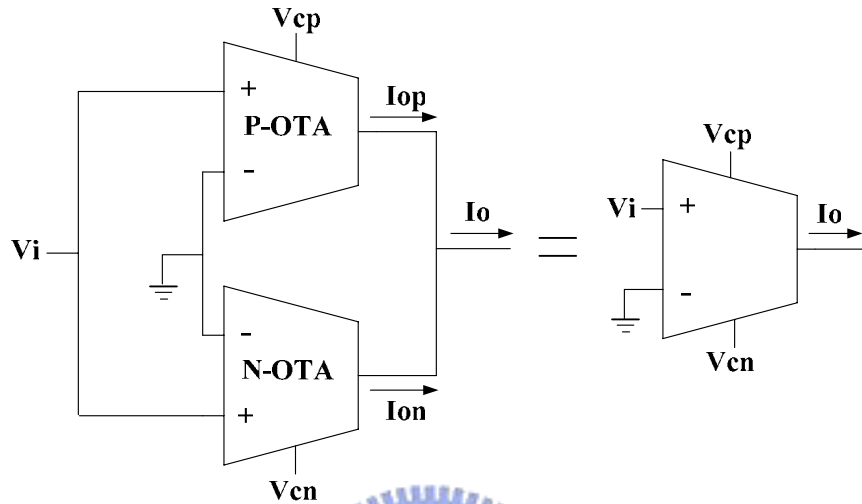 Vcp
+
P-OTA
-
Iop
Vi
Io
=
Vcp
Vi
+
-
Io
Vcn
-
N-OTA
+
Ion
Vcn